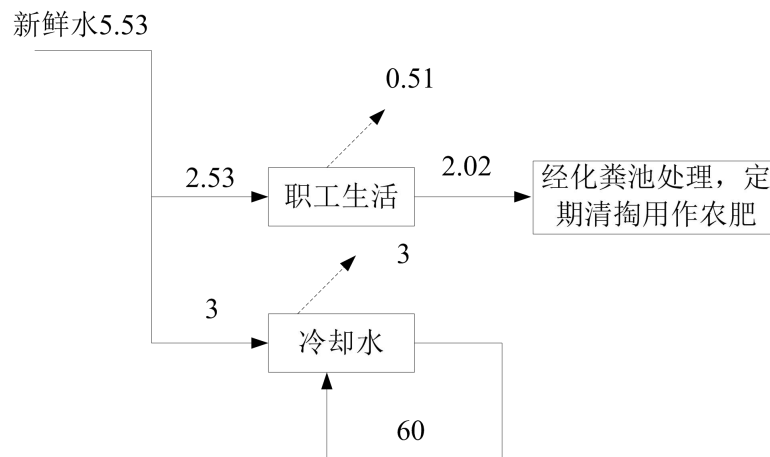 新鲜水5.53
0.51
2.53
职工生活
2.02
经化粪池处理，定
期清掏用作农肥
3
3
冷却水
60